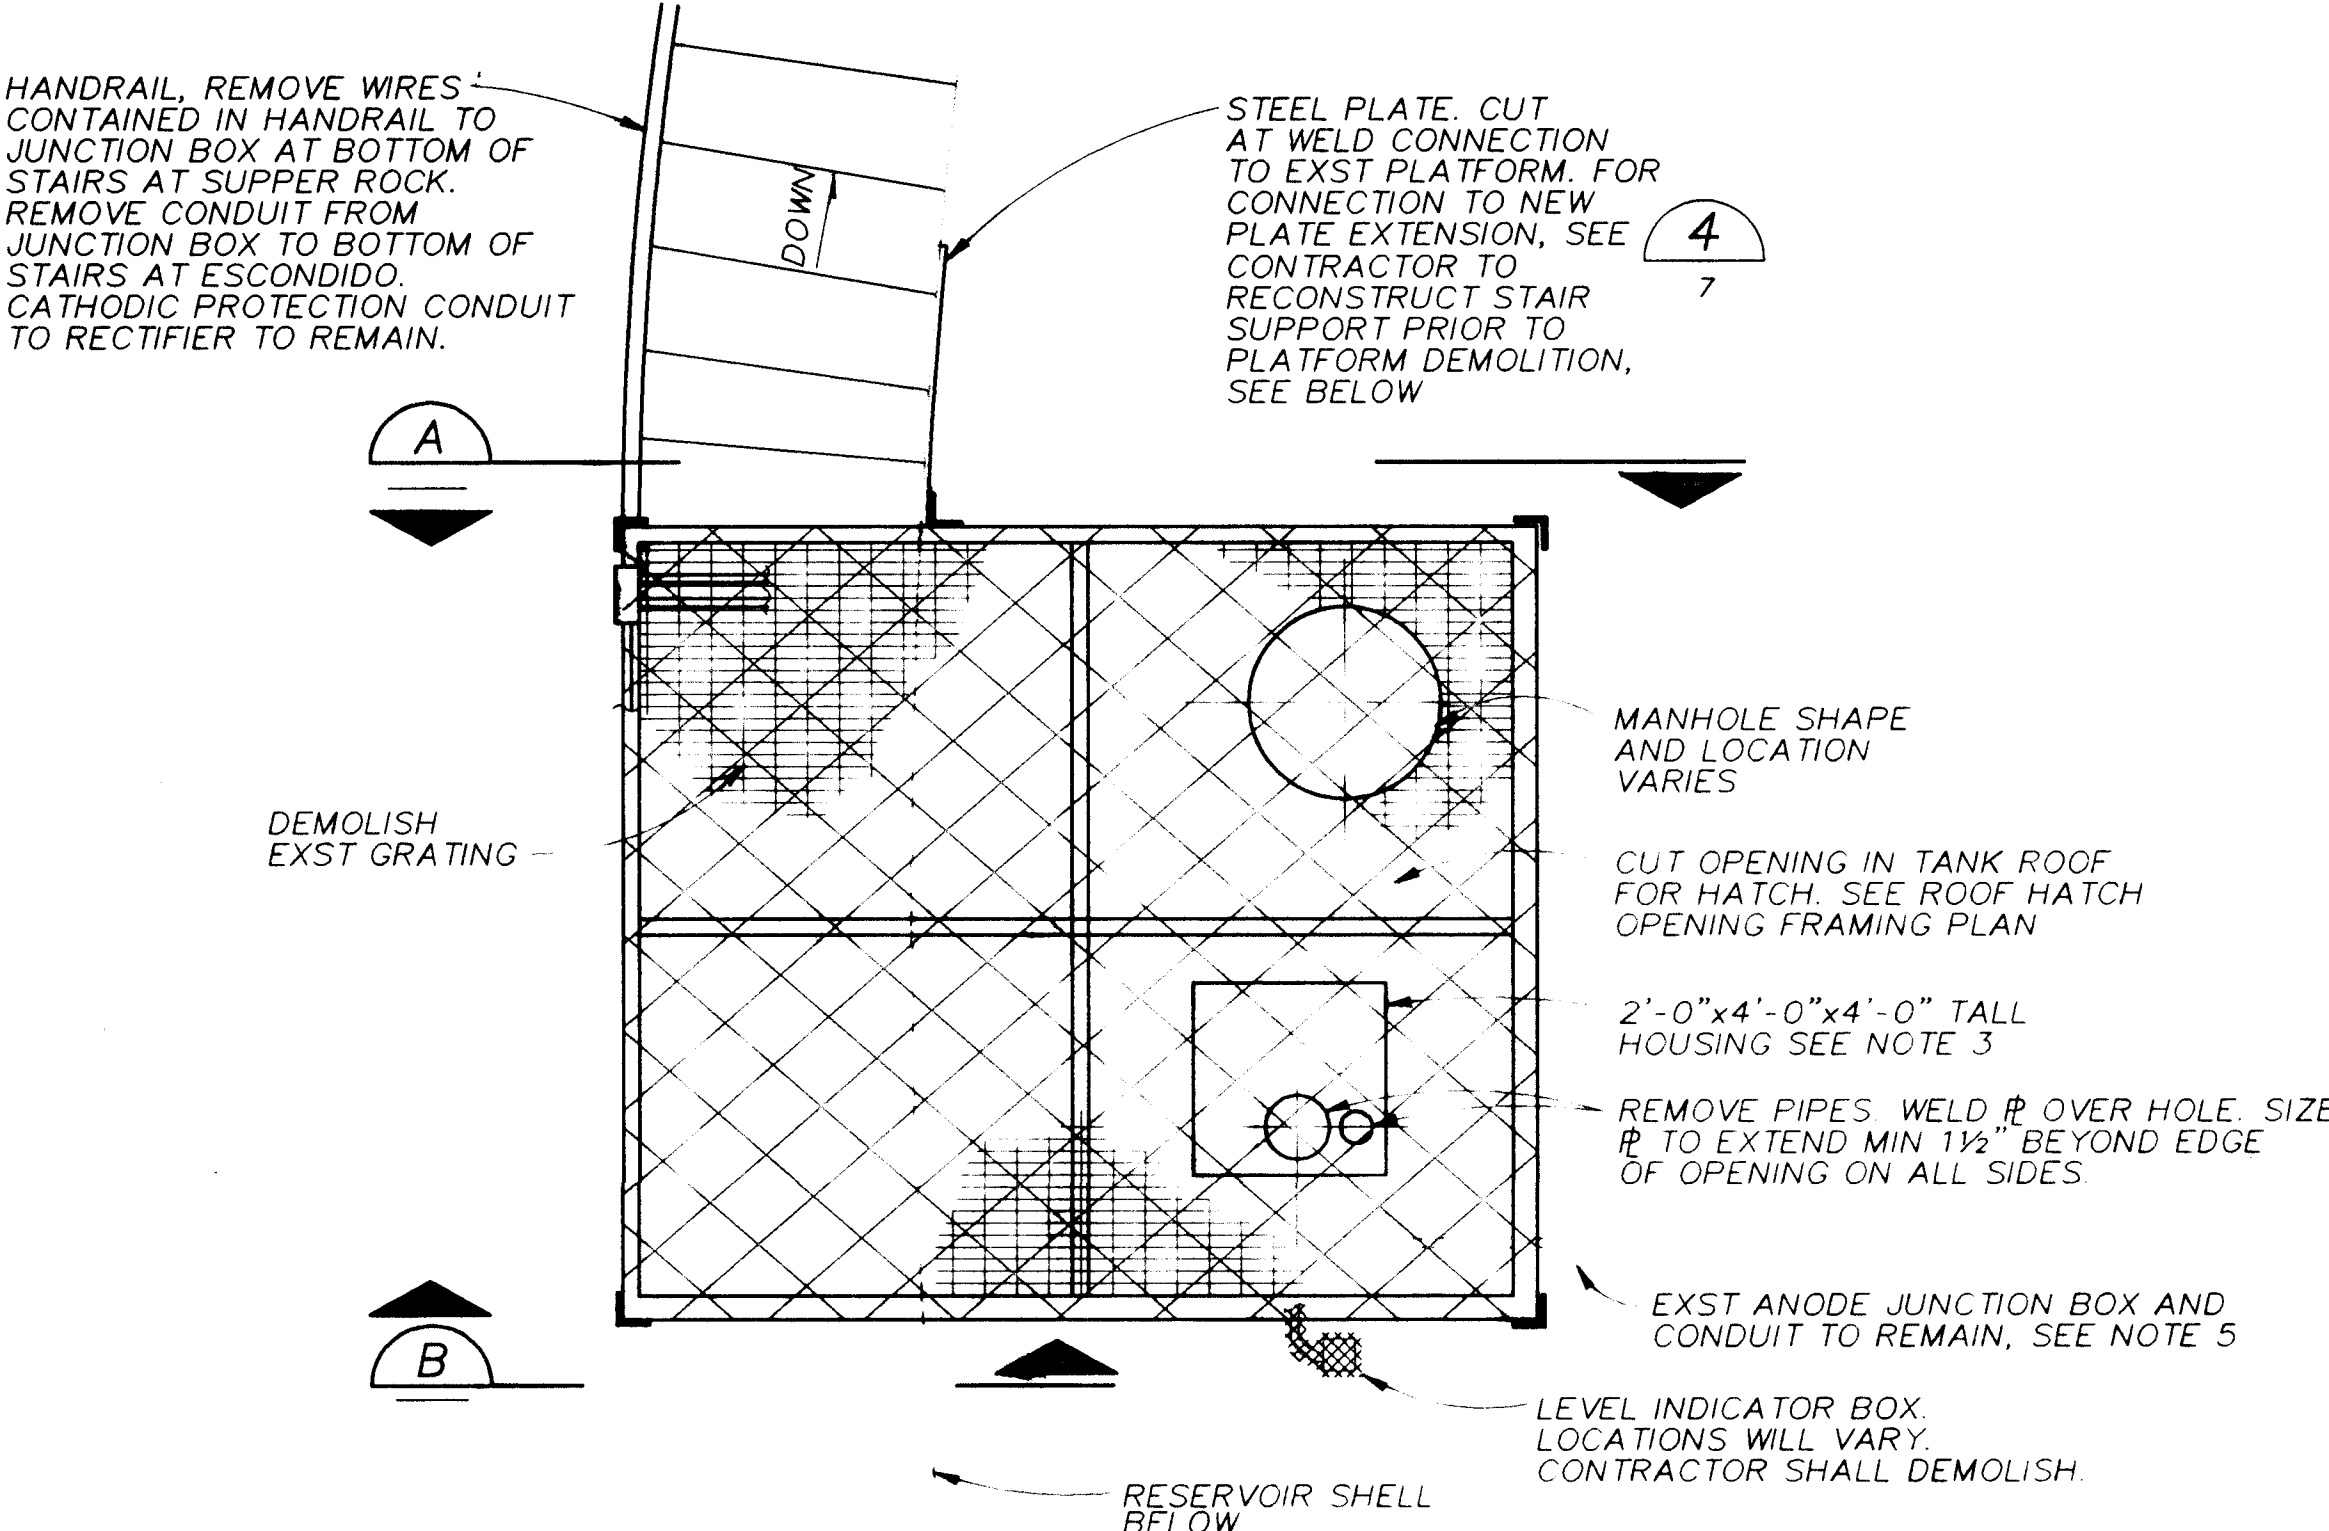 HANDRAIL, REMOVE WIRES
CONTAINED IN HANDRAIL TO
JUNCTION BOX AT BOTTOM OF
STAIRS AT SUPPER ROCK.
REMOVE CONDUIT FROM
JUNCTION BOX TO BOTTOM OF
STAIRS AT ESCONDIDO.
CATHODIC PROTECTION CONDUIT
TO RECTIFIER TO REMAIN.
DOWN
STEEL PLATE. CUT
AT WELD CONNECTION
TO EXST PLATFORM. FOR
CONNECTION TO NEW
PLATE EXTENSION, SEE
CONTRACTOR TO
RECONSTRUCT STAIR
SUPPORT PRIOR TO
PLATFORM DEMOLITION,
SEE BELOW
4
7
A
MANHOLE SHAPE
AND LOCATION
VARIES
DEMOLISH
EXST GRATING
CUT OPENING IN TANK ROOF
FOR HATCH. SEE ROOF HATCH
OPENING FRAMING PLAN
2'-0"x4'-0"x4'-0" TALL
HOUSING SEE NOTE 3
REMOVE PIPES. WELD ⅊ OVER HOLE. SIZE
⅊ TO EXTEND MIN 1½" BEYOND EDGE
OF OPENING ON ALL SIDES.
EXST ANODE JUNCTION BOX AND
CONDUIT TO REMAIN, SEE NOTE 5
B
LEVEL INDICATOR BOX.
LOCATIONS WILL VARY.
CONTRACTOR SHALL DEMOLISH.
RESERVOIR SHELL
BELOW